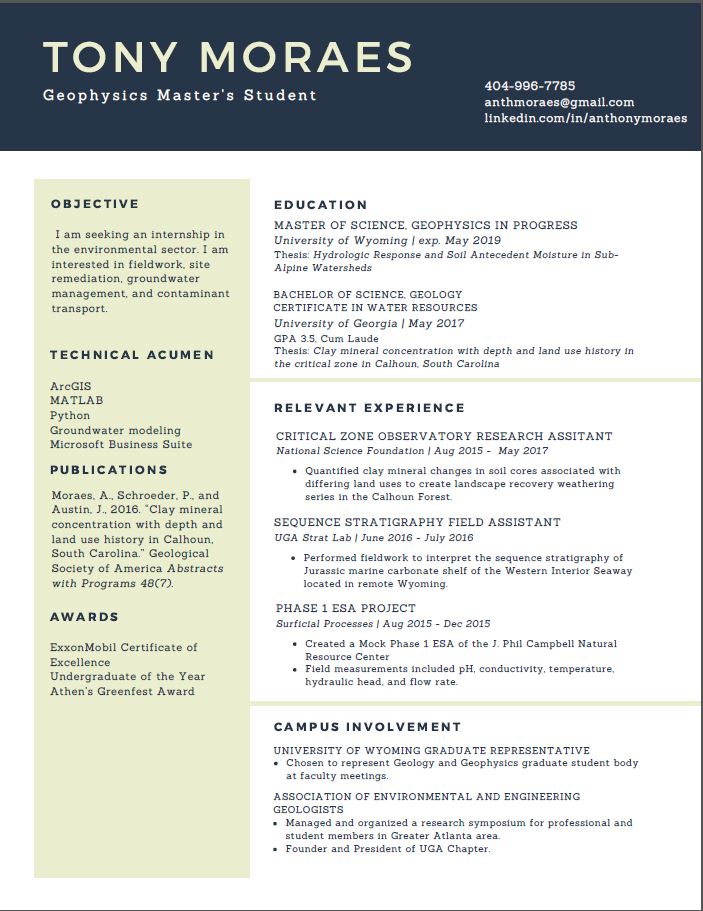 TONY MORAES
Geophysics Master's Student
404-996-7785
anthmoraes@gmail.com
linkedin.com/in/anthonymoraes
OBJECTIVE
I am seeking an internship in
the environmental sector. I am
interested in fieldwork, site
remediation, groundwater
management, and contaminant
transport.
TECHNICAL ACUMEN
ArcGIS
MATLAB
Python
Groundwater modeling
Microsoft Business Suite
PUBLICATIONS
Moraes, A., Schroeder, P., and
Austin, J., 2016. "Clay mineral
concentration with depth and
land use history in Calhoun,
South Carolina." Geological
Society of America Abstracts
with Programs 48(7).
AWARDS
ExxonMobil Certificate of
Excellence
Undergraduate of the Year
Athen's Greenfest Award
EDUCATION
MASTER OF SCIENCE, GEOPHYSICS IN PROGRESS
University of Wyoming | exp. May 2019
Thesis: Hydrologic Response and Soil Antecedent Moisture in Sub-
Alpine Watersheds
BACHELOR OF SCIENCE, GEOLOGY
CERTIFICATE IN WATER RESOURCES
University of Georgia | May 2017
GPA 3.5, Cum Laude
Thesis: Clay mineral concentration with depth and land use history in
the critical zone in Calhoun, South Carolina
RELEVANT EXPERIENCE
CRITICAL ZONE OBSERVATORY RESEARCH ASSITANT
National Science Foundation | Aug 2015 - May 2017
• Quantified clay mineral changes in soil cores associated with
differing land uses to create landscape recovery weathering
series in the Calhoun Forest.
SEQUENCE STRATIGRAPHY FIELD ASSISTANT
UGA Strat Lab | June 2016 - July 2016
• Performed fieldwork to interpret the sequence stratigraphy of
Jurassic marine carbonate shelf of the Western Interior Seaway
located in remote Wyoming.
PHASE 1 ESA PROJECT
Surficial Processes | Aug 2015 - Dec 2015
• Created a Mock Phase 1 ESA of the J. Phil Campbell Natural
Resource Center
• Field measurements included pH, conductivity, temperature,
hydraulic head, and flow rate.
CAMPUS INVOLVEMENT
UNIVERSITY OF WYOMING GRADUATE REPRESENTATIVE
• Chosen to represent Geology and Geophysics graduate student body
at faculty meetings.
ASSOCIATION OF ENVIRONMENTAL AND ENGINEERING
GEOLOGISTS
• Managed and organized a research symposium for professional and
student members in Greater Atlanta area.
• Founder and President of UGA Chapter.